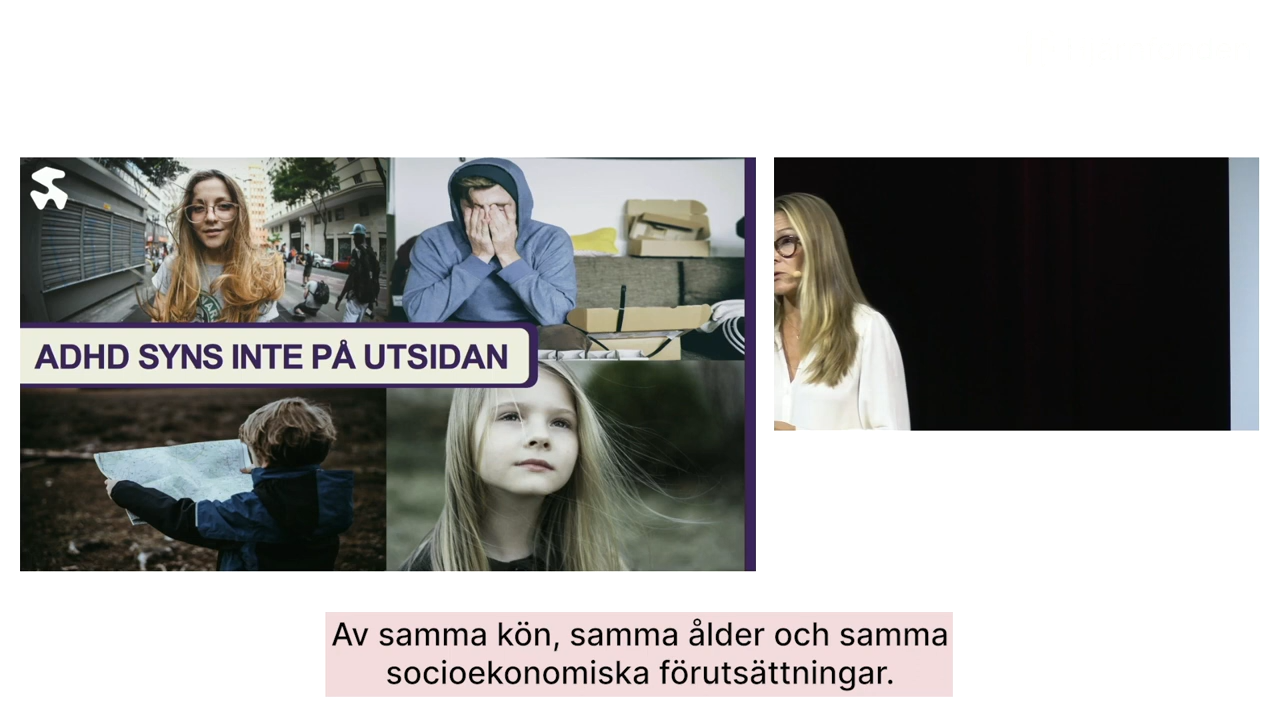 ADHD SYNS INTE PÅ UTSIDAN
Av samma kön, samma ålder och samma
socioekonomiska förutsättningar.